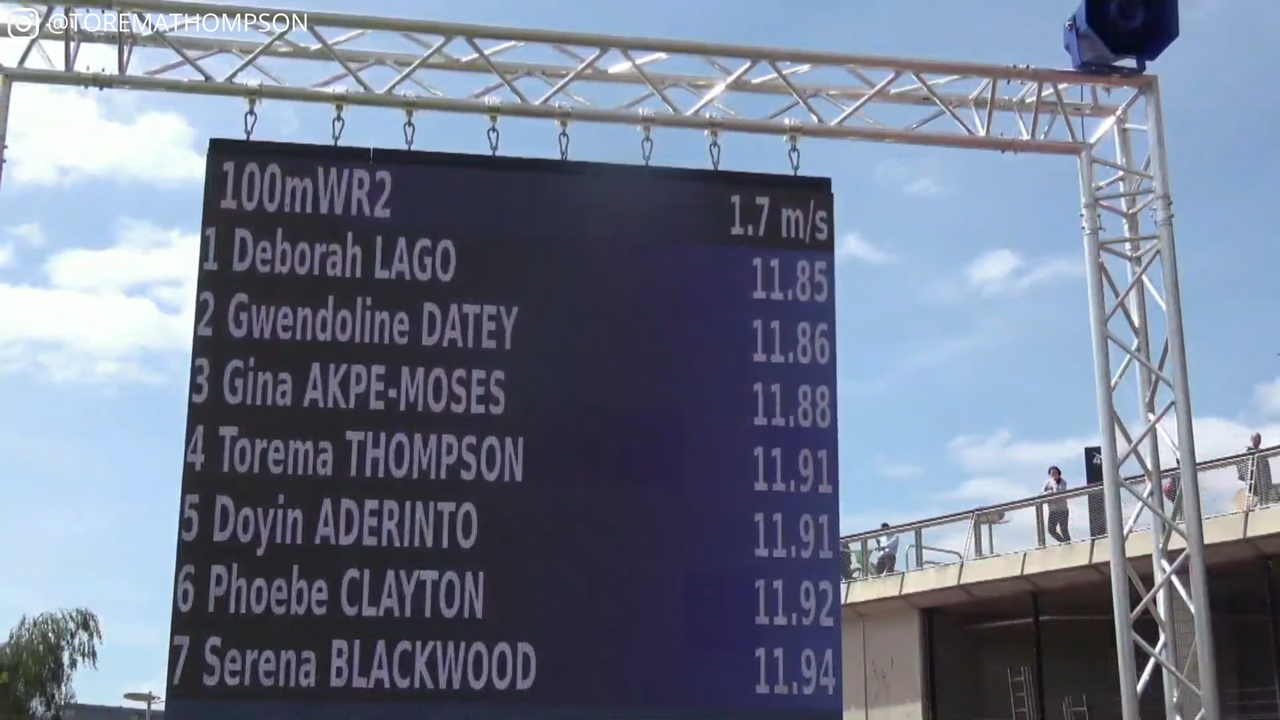 @TOREMATHOMPSON
100mWR2 1.7 m/s
1 Deborah LAGO 11.85
2 Gwendoline DATEY 11.86
3 Gina AKPE-MOSES 11.88
4 Torema THOMPSON 11.91
5 Doyin ADERINTO 11.91
6 Phoebe CLAYTON 11.92
7 Serena BLACKWOOD 11.94
4